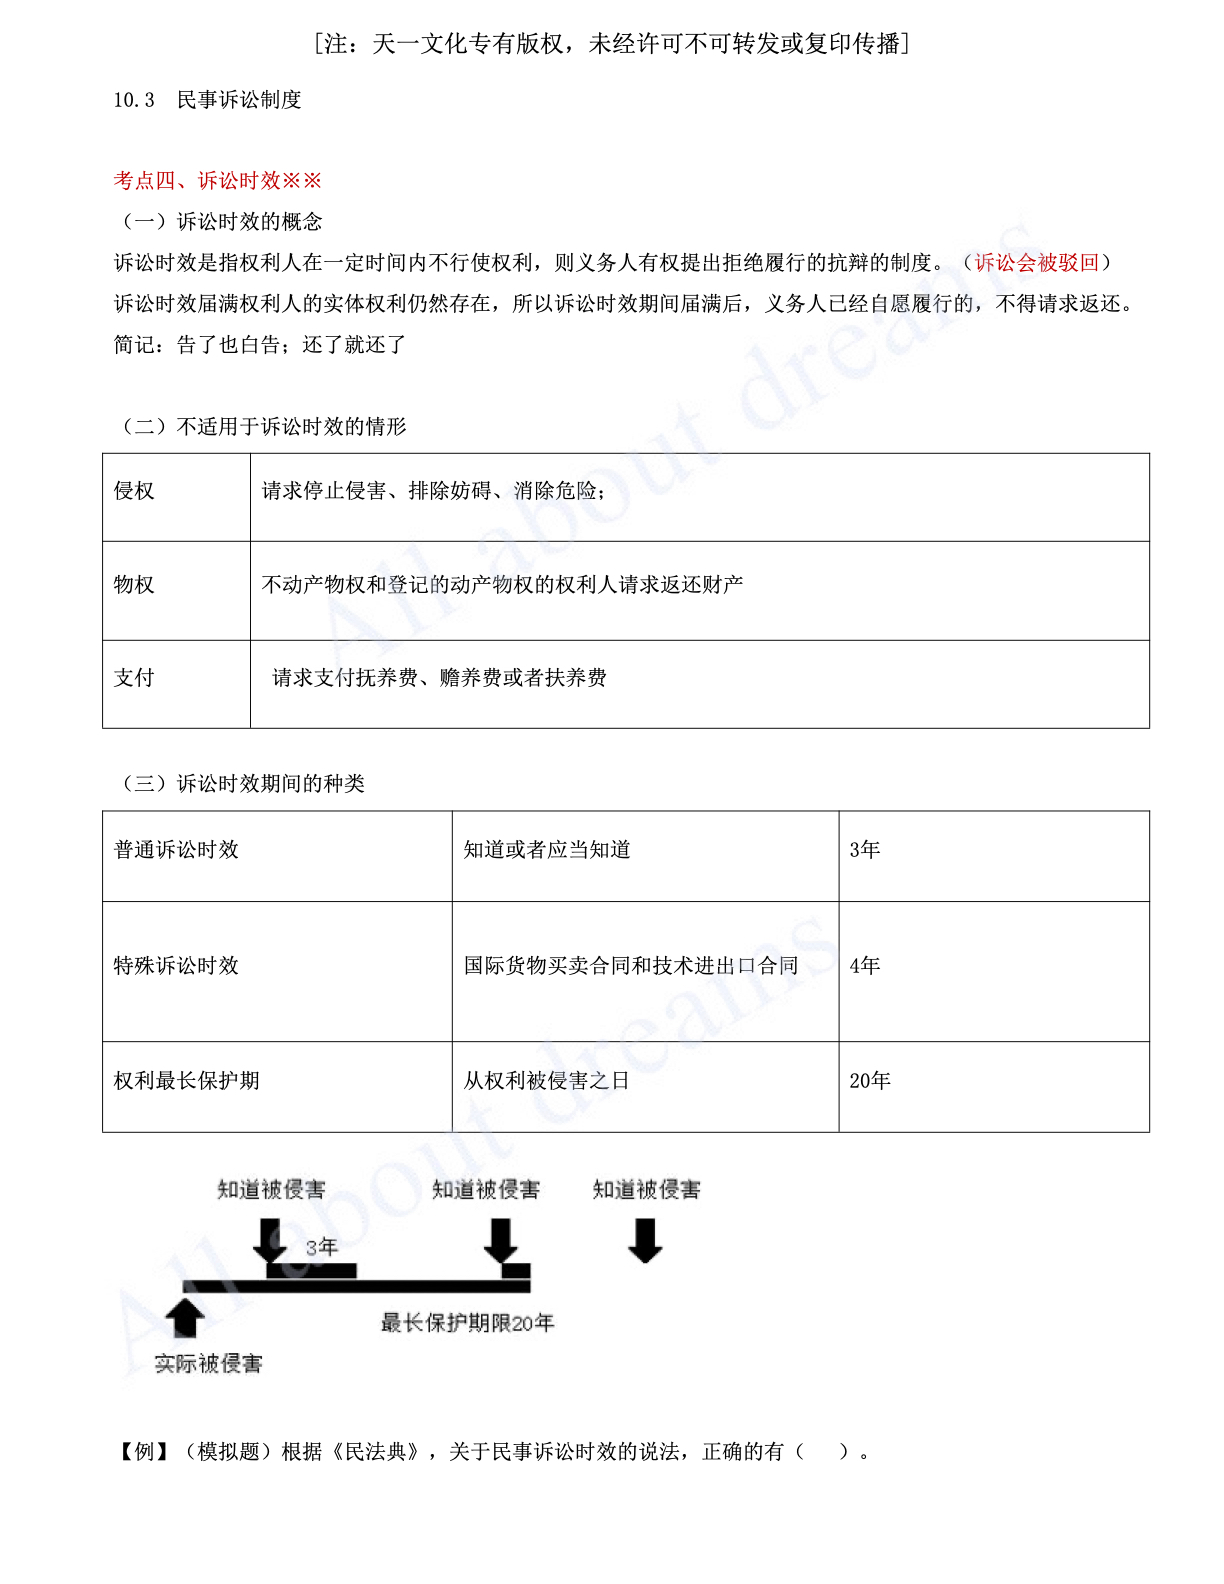 [注：天一文化专有版权，未经许可不可转发或复印传播]
10.3 民事诉讼制度
考点四、诉讼时效※※
（一）诉讼时效的概念
诉讼时效是指权利人在一定时间内不行使权利，则义务人有权提出拒绝履行的抗辩的制度。（诉讼会被驳回）
诉讼时效届满权利人的实体权利仍然存在，所以诉讼时效期间届满后，义务人已经自愿履行的，不得请求返还。
简记：告了也白告；还了就还了
（二）不适用于诉讼时效的情形
侵权 请求停止侵害、排除妨碍、消除危险；
物权 不动产物权和登记的动产物权的权利人请求返还财产
支付 请求支付抚养费、赡养费或者扶养费
（三）诉讼时效期间的种类
普通诉讼时效 知道或者应当知道 3年
特殊诉讼时效 国际货物买卖合同和技术进出口合同 4年
权利最长保护期 从权利被侵害之日 20年
知道被侵害 知道被侵害 知道被侵害
3年
最长保护期限20年
实际被侵害
【例】（模拟题）根据《民法典》，关于民事诉讼时效的说法，正确的有（ ）。
All about dreams
All about dreams